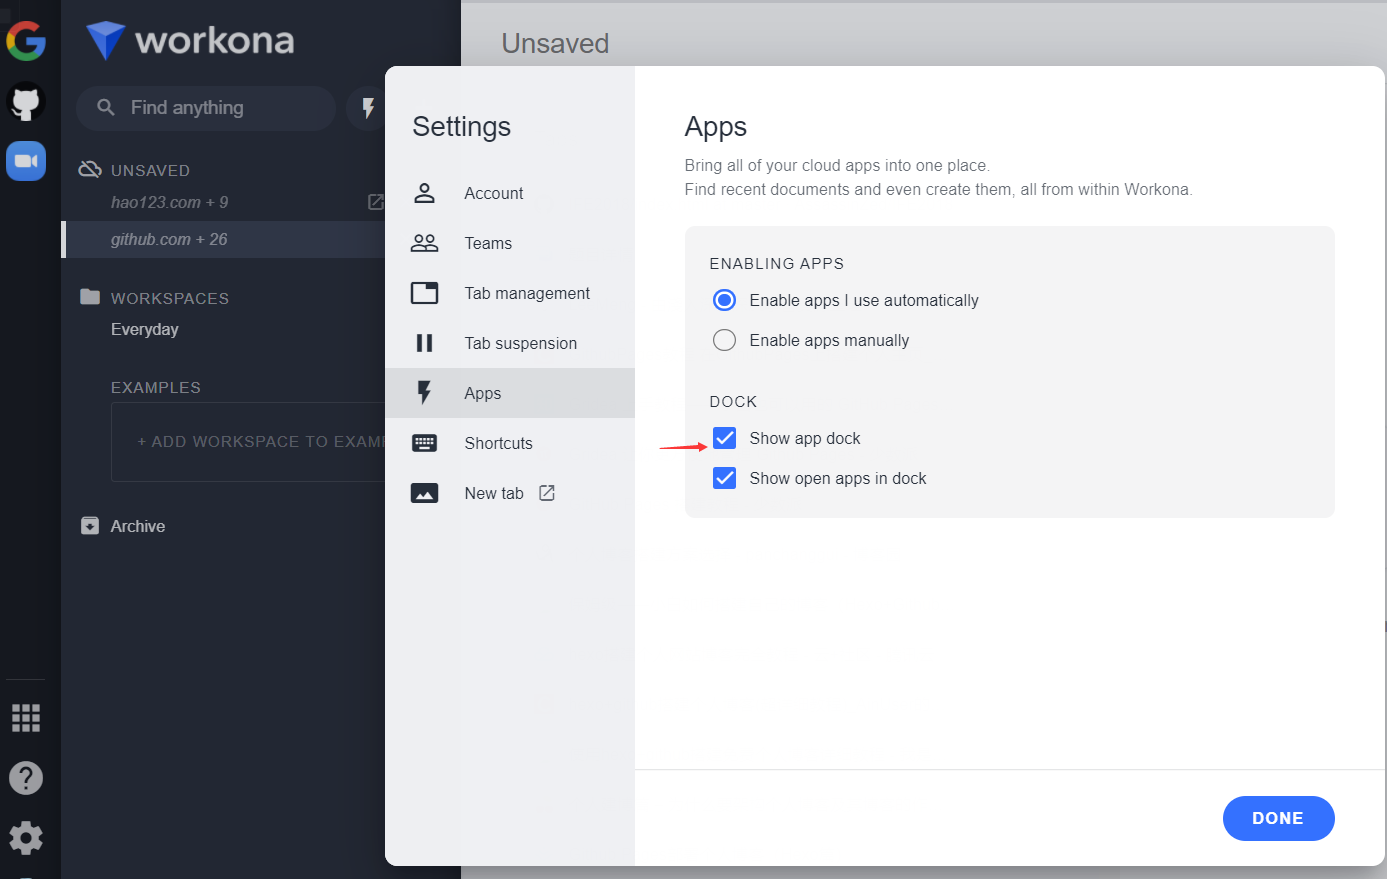 workona
Find anything
UNSAVED
hao123.com + 9
github.com + 26
WORKSPACES
Everyday
EXAMPLES
+ ADD WORKSPACE TO EXAM
Archive
Unsaved
Settings
Account
Teams
Tab management
Tab suspension
Apps
Shortcuts
New tab
Apps
Bring all of your cloud apps into one place.
Find recent documents and even create them, all from within Workona.
ENABLING APPS
Enable apps I use automatically
Enable apps manually
DOCK
Show app dock
Show open apps in dock
DONE